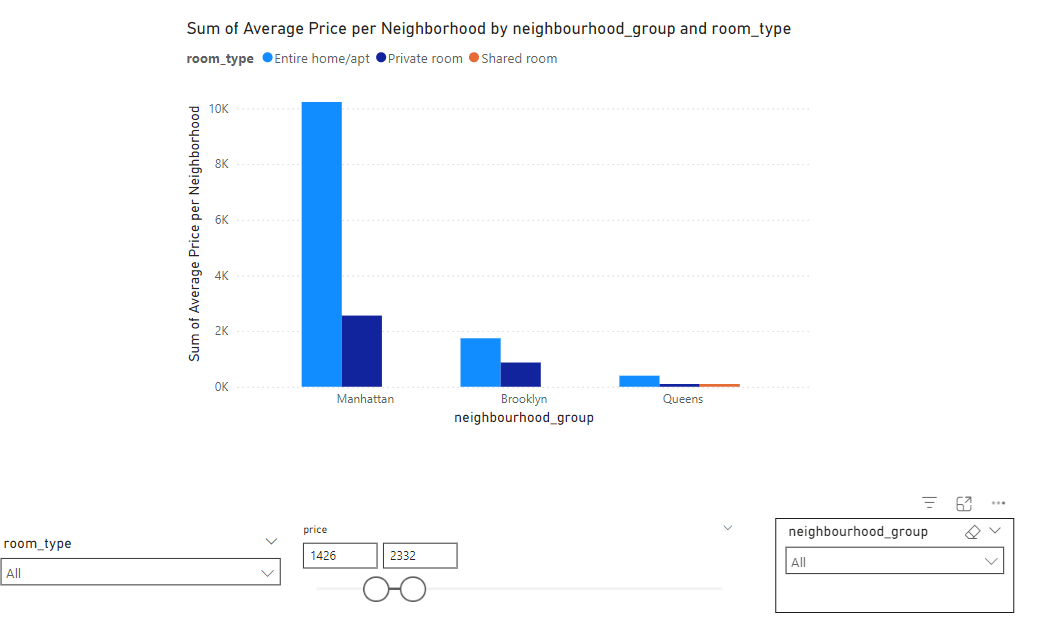 Sum of Average Price per Neighborhood by neighbourhood_group and room_type
room_type Entire home/apt Private room Shared room
Sum of Average Price per Neighborhood
10K
8K
6K
4K
2K
0K
Manhattan Brooklyn Queens
neighbourhood_group
room_type
All
price
1426 2332
neighbourhood_group
All